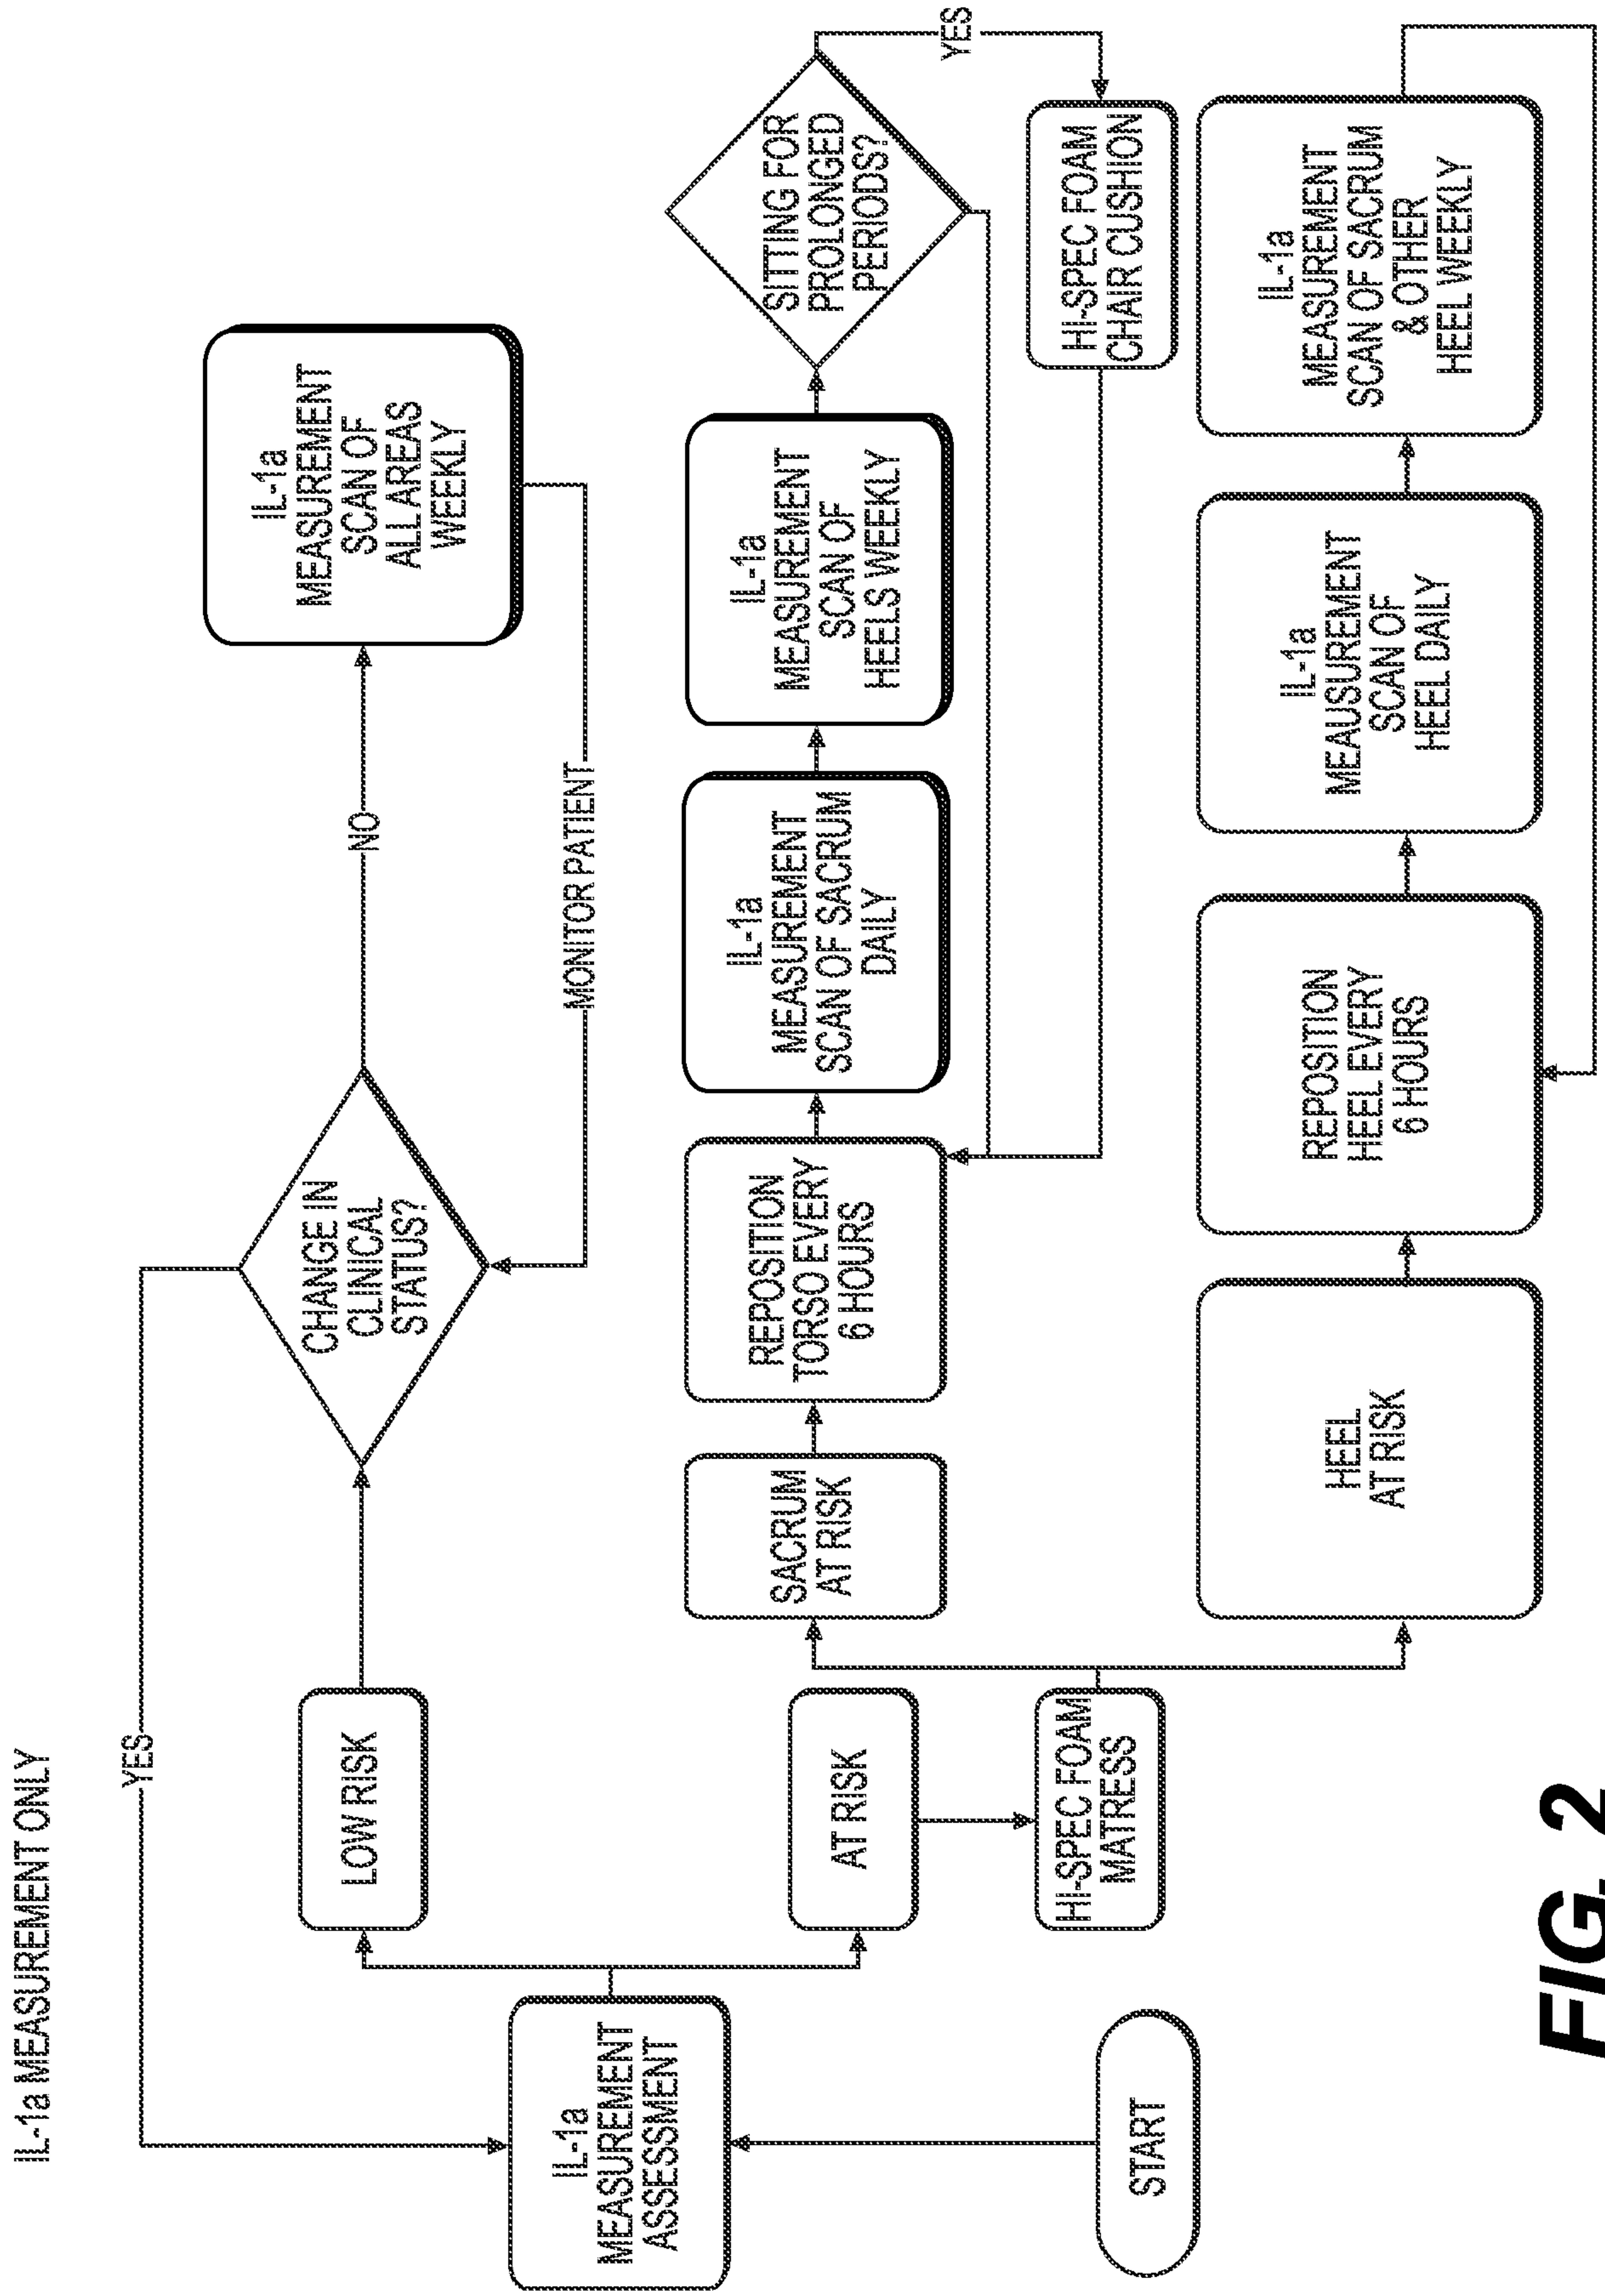 IL-1a MEASUREMENT ONLY
YES
LOW RISK
CHANGE IN
CLINICAL
STATUS?
NO
IL-1a
MEASUREMENT
SCAN OF
ALL AREAS
WEEKLY
MONITOR PATIENT
IL-1a
MEASUREMENT
ASSESSMENT
START
AT RISK
HI-SPEC FOAM
MATRESS
SACRUM
AT RISK
REPOSITION
TORSO EVERY
6 HOURS
IL-1a
MEASUREMENT
SCAN OF SACRUM
DAILY
IL-1a
MEASUREMENT
SCAN OF
HEELS WEEKLY
SITTING FOR
PROLONGED
PERIODS?
YES
HI-SPEC FOAM
CHAIR CUSHION
HEEL
AT RISK
REPOSITION
HEEL EVERY
6 HOURS
IL-1a
MEAUSUREMENT
SCAN OF
HEEL DAILY
IL-1a
MEASUREMENT
SCAN OF SACRUM
& OTHER
HEEL WEEKLY
FIG. 2